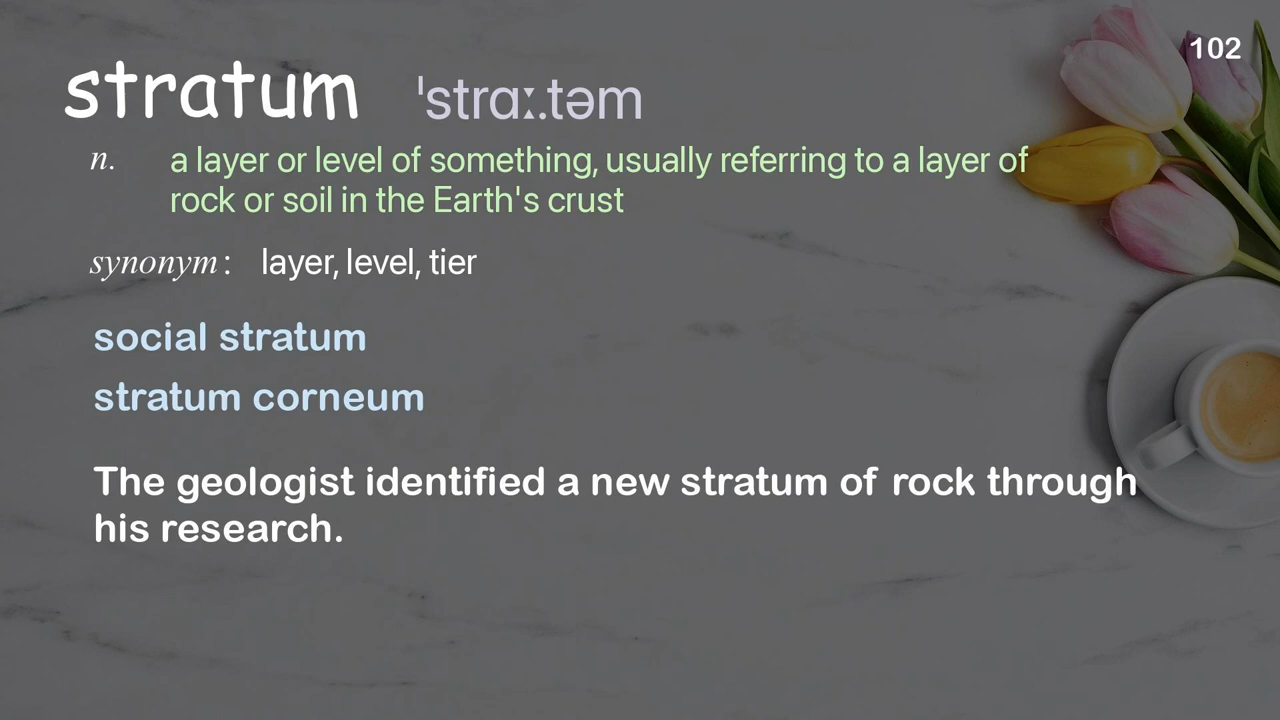 102
stratum ˈstrɑː.təm
n. a layer or level of something, usually referring to a layer of
rock or soil in the Earth's crust
synonym : layer, level, tier
social stratum
stratum corneum
The geologist identified a new stratum of rock through
his research.